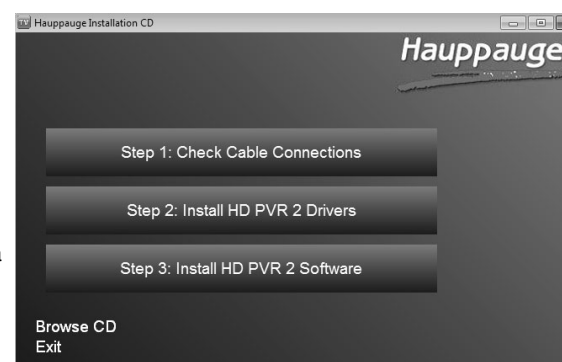 Hauppauge Installation CD
Hauppauge
Step 1: Check Cable Connections
Step 2: Install HD PVR 2 Drivers
Step 3: Install HD PVR 2 Software
Browse CD
Exit